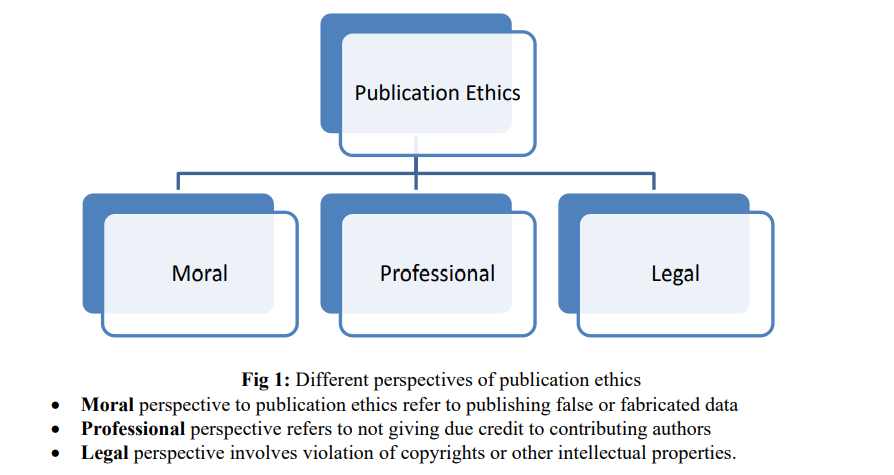 Publication Ethics
Moral
Professional
Legal
Fig 1: Different perspectives of publication ethics
• Moral perspective to publication ethics refer to publishing false or fabricated data
• Professional perspective refers to not giving due credit to contributing authors
• Legal perspective involves violation of copyrights or other intellectual properties.